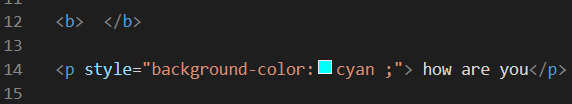 12 <b>  </b>
13
14 <p style="background-color: cyan ;"> how are you</p>
15